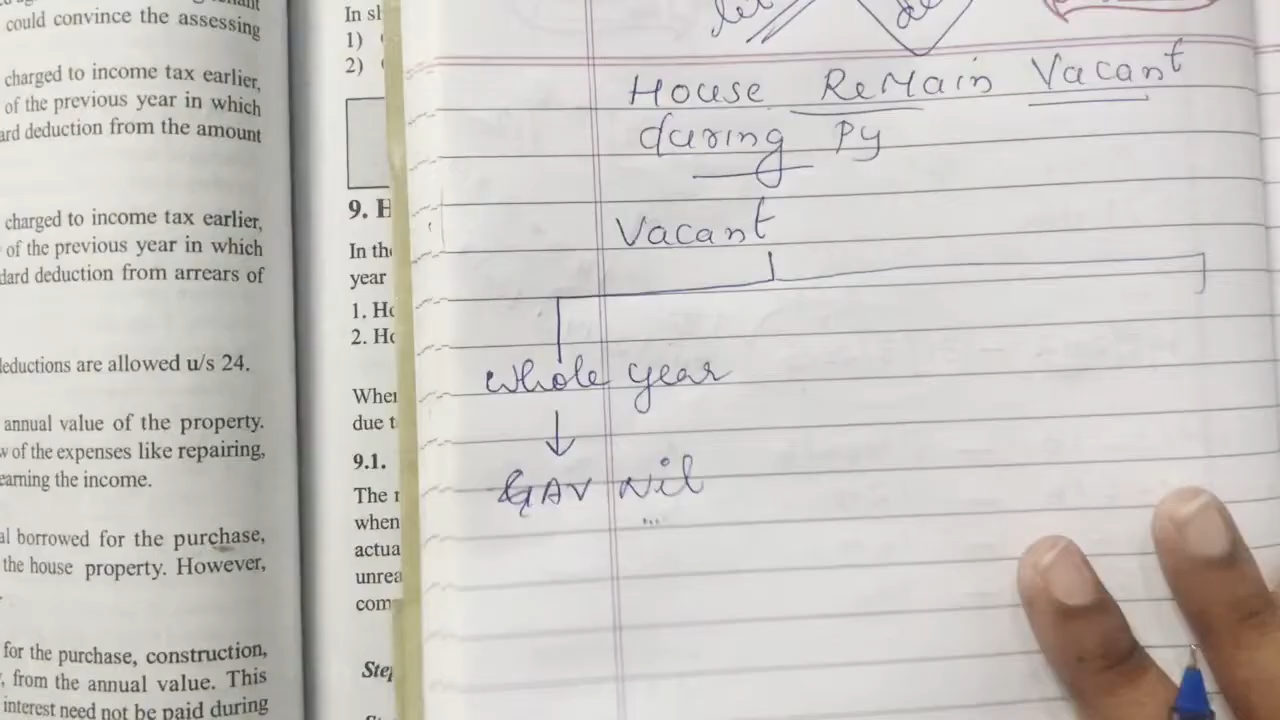 could convince the assessing
charged to income tax earlier,
of the previous year in which
ard deduction from the amount
charged to income tax earlier,
of the previous year in which
dard deduction from arrears of
deductions are allowed u/s 24.
annual value of the property.
of the expenses like repairing,
earning the income.
al borrowed for the purchase,
the house property. However,
for the purchase, construction,
from the annual value. This
interest need not be paid during
In sl
1)
2)
9. H
In the
year
1. Ho
2. Ho
When
due t
9.1.
The r
when
actua
unrea
com
Step
House ReMain Vacant
during PY
Vacant
Whole year
GAV Nil